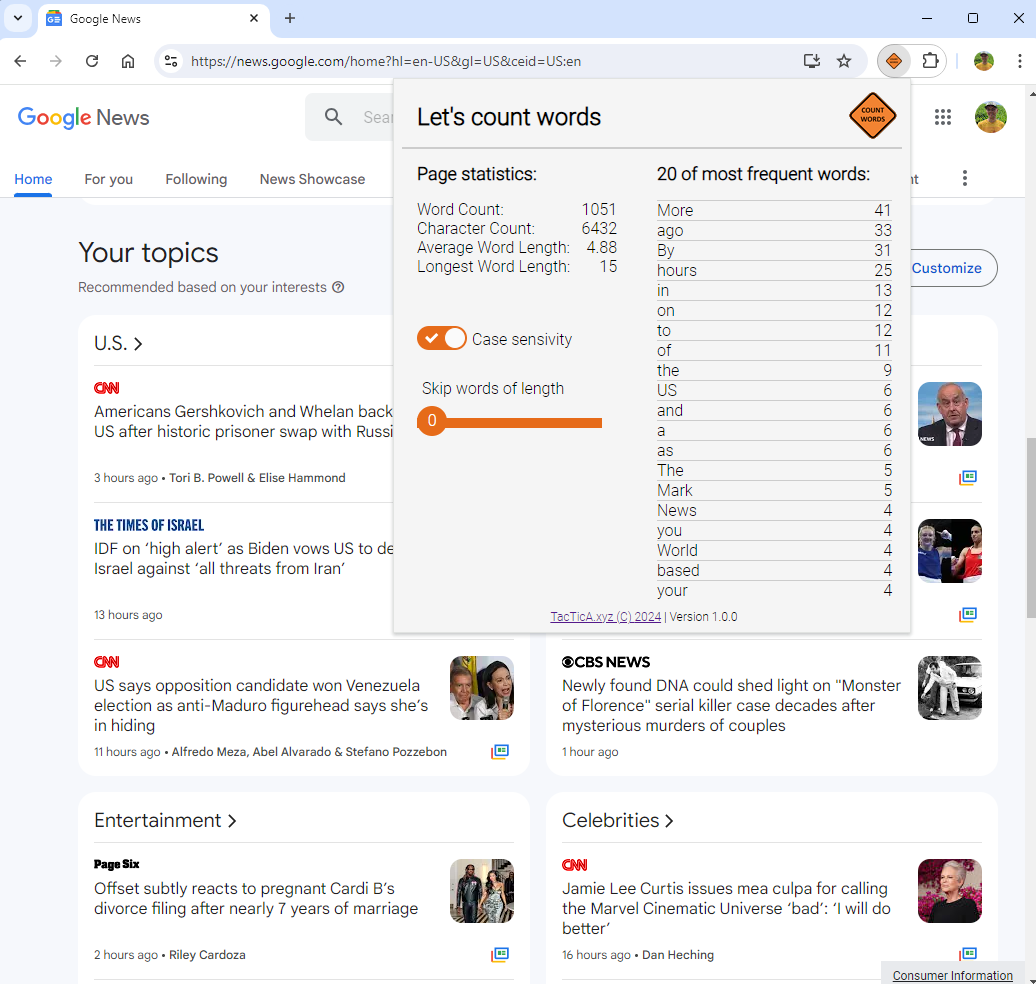 Google News
https://news.google.com/home?hl=en-US&gl=US&ceid=US:en
Google News
Sear
Home
For you
Following
News Showcase
nt
Let's count words
COUNT
WORDS
Page statistics:
Word Count: 1051
Character Count: 6432
Average Word Length: 4.88
Longest Word Length: 15
Case sensivity
Skip words of length
0
20 of most frequent words:
More 41
ago 33
By 31
hours 25
in 13
on 12
to 12
of 11
the 9
US 6
and 6
a 6
as 6
The 5
Mark 5
News 4
you 4
World 4
based 4
your 4
TacTicA.xyz (C) 2024 | Version 1.0.0
Your topics
Recommended based on your interests
Customize
U.S.
CNN
Americans Gershkovich and Whelan back
US after historic prisoner swap with Russi
3 hours ago • Tori B. Powell & Elise Hammond
NEWS
THE TIMES OF ISRAEL
IDF on ‘high alert’ as Biden vows US to de
Israel against ‘all threats from Iran’
13 hours ago
CNN
US says opposition candidate won Venezuela
election as anti-Maduro figurehead says she’s
in hiding
11 hours ago • Alfredo Meza, Abel Alvarado & Stefano Pozzebon
CBS NEWS
Newly found DNA could shed light on "Monster
of Florence" serial killer case decades after
mysterious murders of couples
1 hour ago
Entertainment
Page Six
Offset subtly reacts to pregnant Cardi B’s
divorce filing after nearly 7 years of marriage
2 hours ago • Riley Cardoza
Celebrities
CNN
Jamie Lee Curtis issues mea culpa for calling
the Marvel Cinematic Universe ‘bad’: ‘I will do
better’
16 hours ago • Dan Heching
Consumer Information